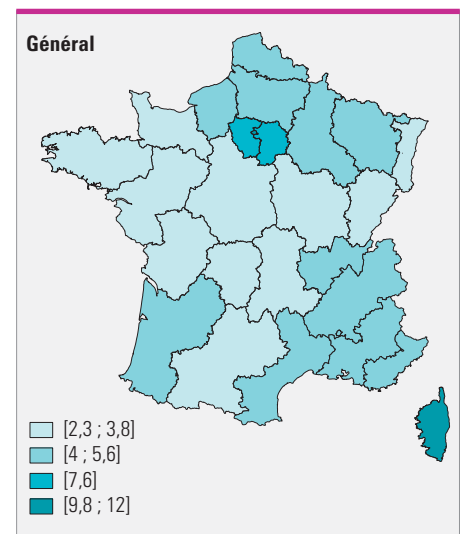 Général
[2,3 ; 3,8]
[4 ; 5,6]
[7,6]
[9,8 ; 12]